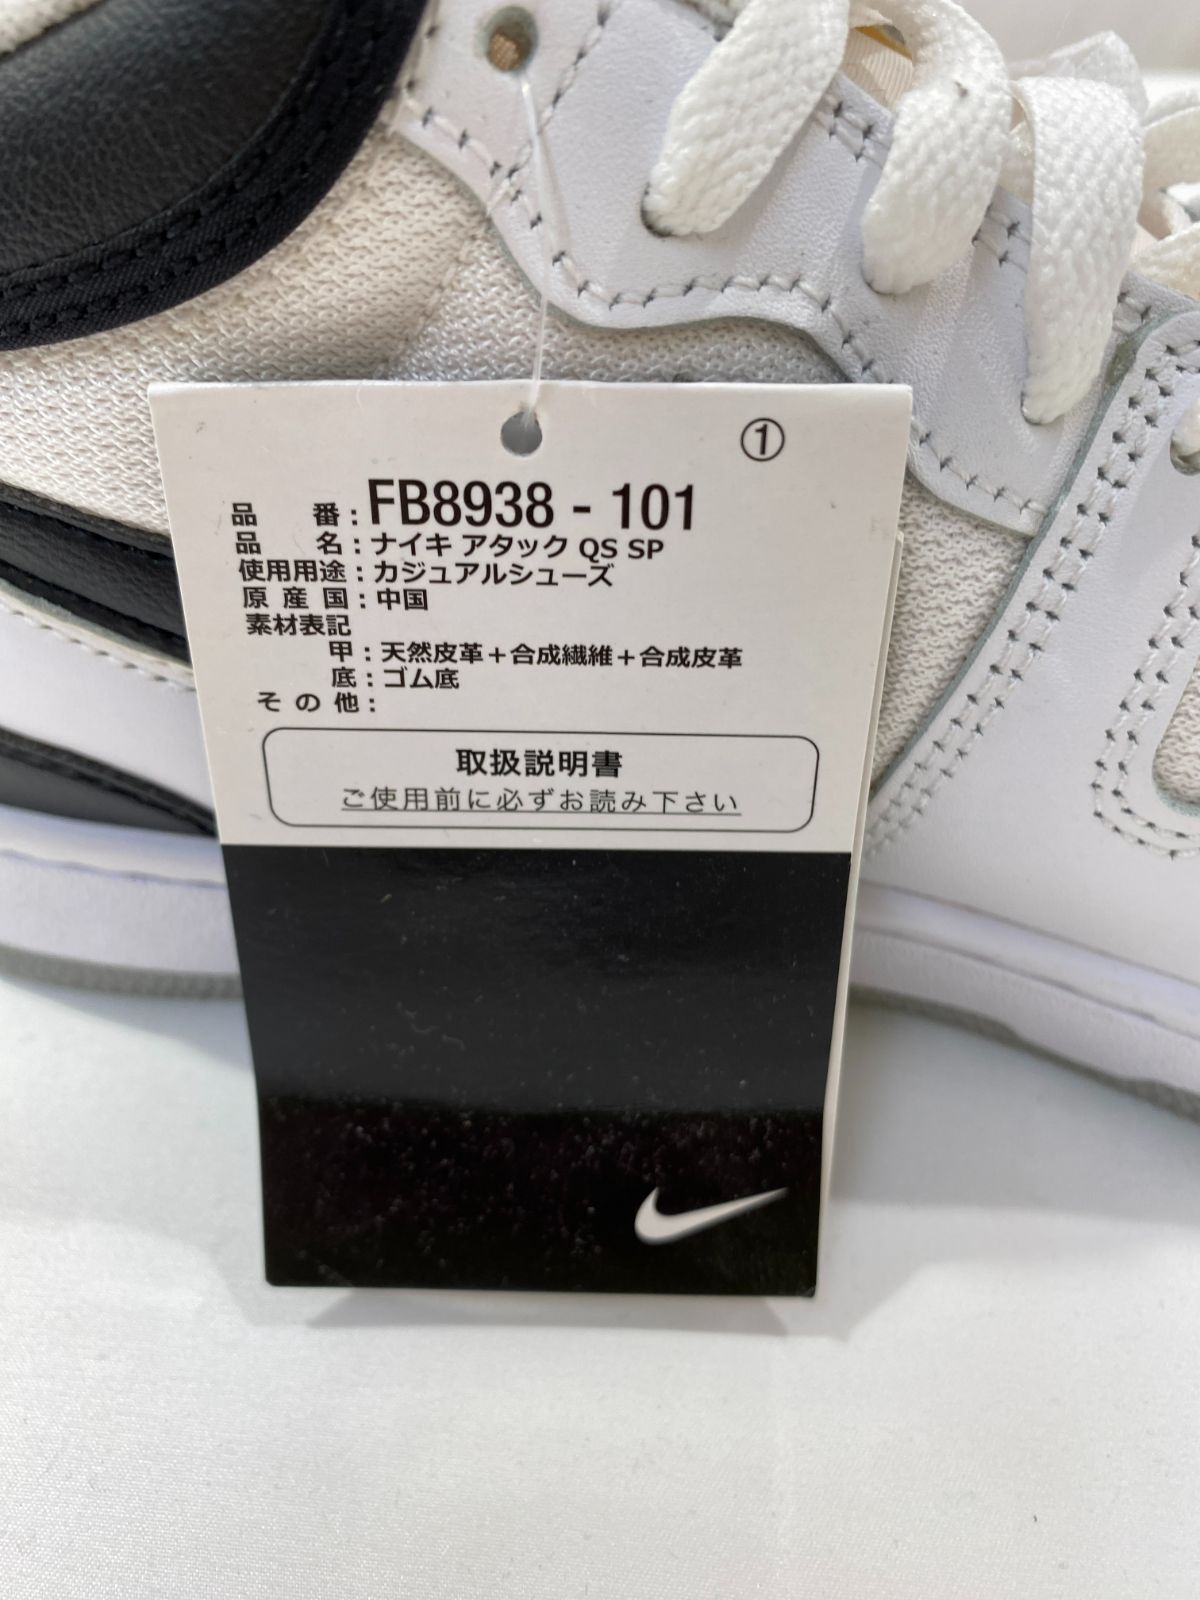 ①
品 番:FB8938 - 101
品 名:ナイキ アタック QS SP
使用用途:カジュアルシューズ
原 産 国:中国
素材表記
甲:天然皮革+合成繊維+合成皮革
底:ゴム底
そ の 他:
取扱説明書
ご使用前に必ずお読み下さい